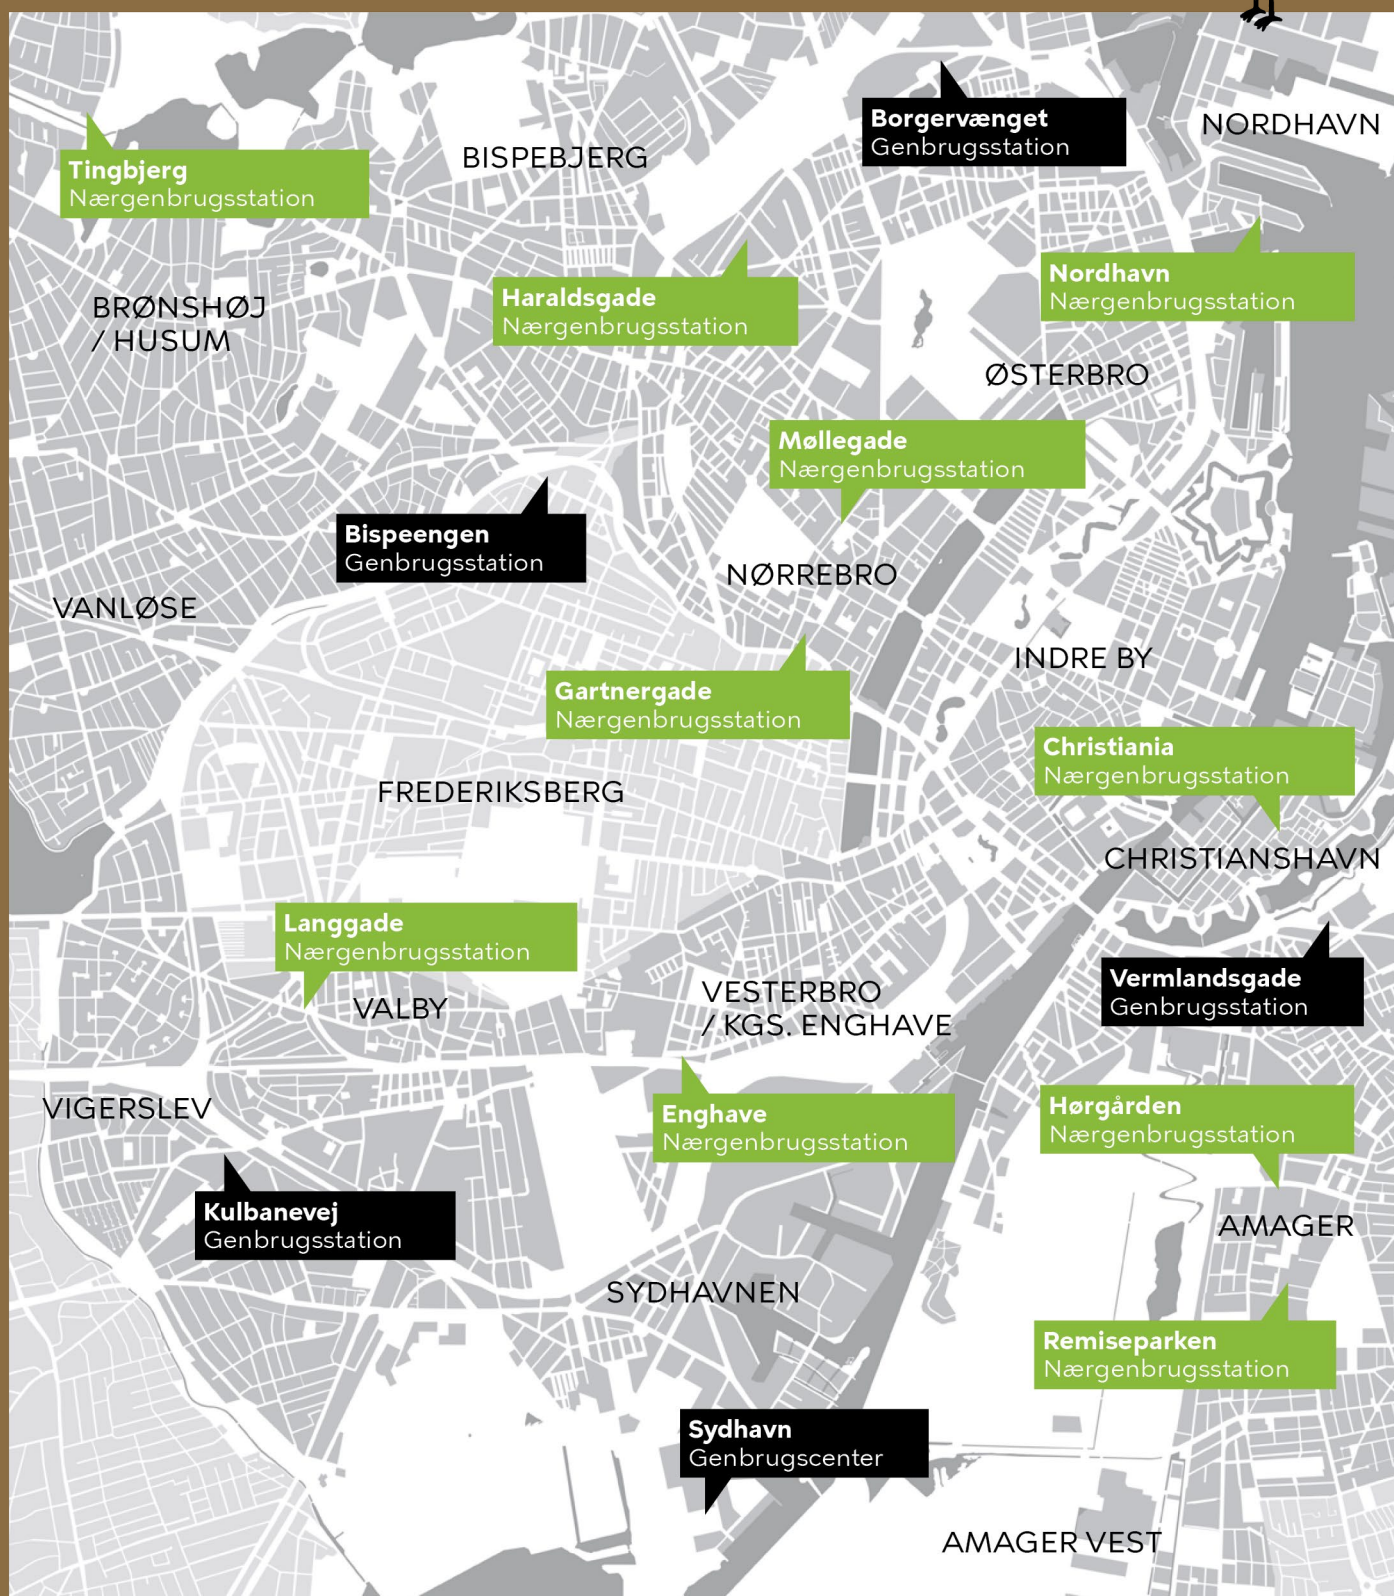 Borgervænget
Genbrugsstation
NORDHAVN
BISPEBJERG
Tingbjerg
Nærgenbrugsstation
Nordhavn
Nærgenbrugsstation
Haraldsgade
Nærgenbrugsstation
BRØNSHØJ
/ HUSUM
ØSTERBRO
Møllegade
Nærgenbrugsstation
Bispeengen
Genbrugsstation
NØRREBRO
VANLØSE
INDRE BY
Gartnergade
Nærgenbrugsstation
Christiania
Nærgenbrugsstation
FREDERIKSBERG
CHRISTIANSHAVN
Langgade
Nærgenbrugsstation
Vermlandsgade
Genbrugsstation
VALBY
VESTERBRO
/ KGS. ENGHAVE
VIGERSLEV
Enghave
Nærgenbrugsstation
Hørgården
Nærgenbrugsstation
Kulbanevej
Genbrugsstation
AMAGER
SYDHAVNEN
Remiseparken
Nærgenbrugsstation
Sydhavn
Genbrugscenter
AMAGER VEST